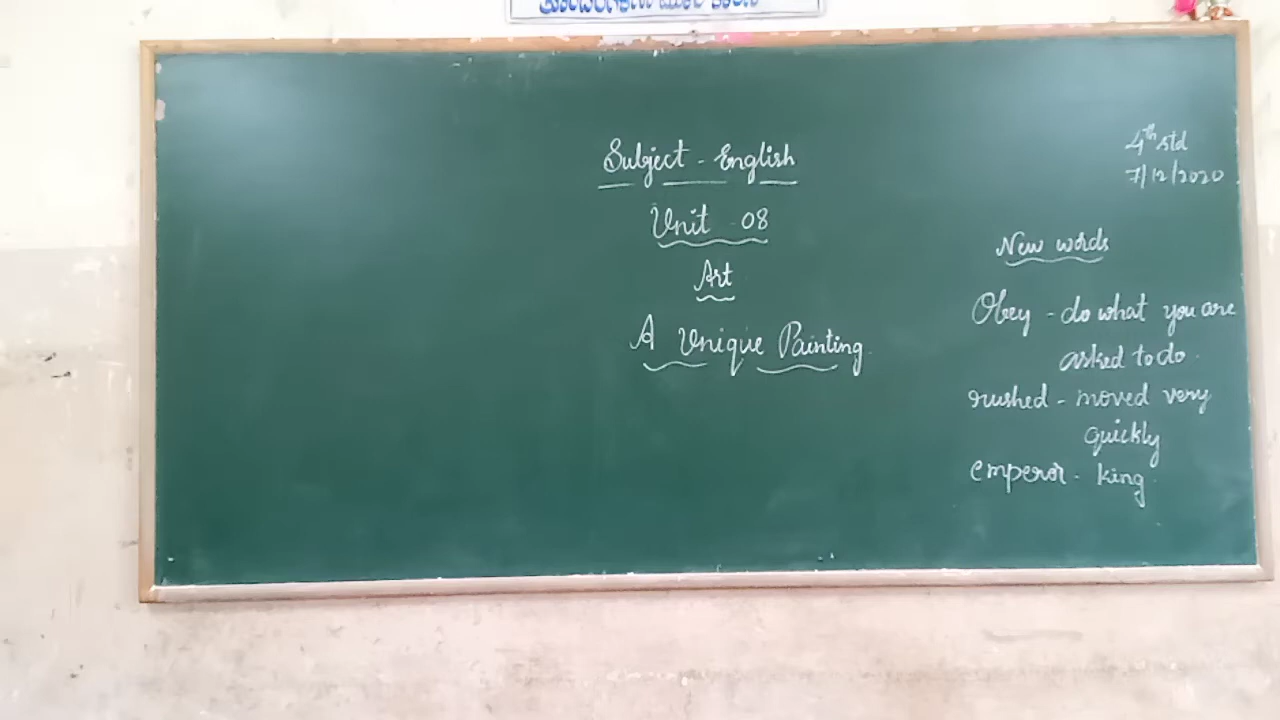 Subject - English
Unit 08
Art
A Unique Painting
4th std
7/12/2020
New words
Obey - do what you are
asked to do.
rushed - moved very
quickly
emperor - king